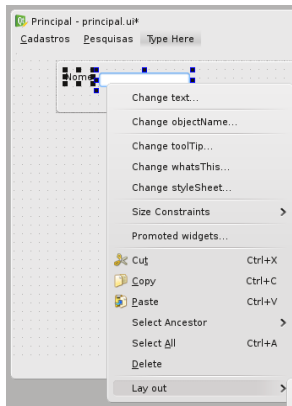 Principal - principal.ui*
Cadastros Pesquisas Type Here
Nome
Change text...
Change objectName...
Change toolTip...
Change whatsThis...
Change styleSheet...
Size Constraints
Promoted widgets...
Cut Ctrl+X
Copy Ctrl+C
Paste Ctrl+V
Select Ancestor
Select All Ctrl+A
Delete
Lay out